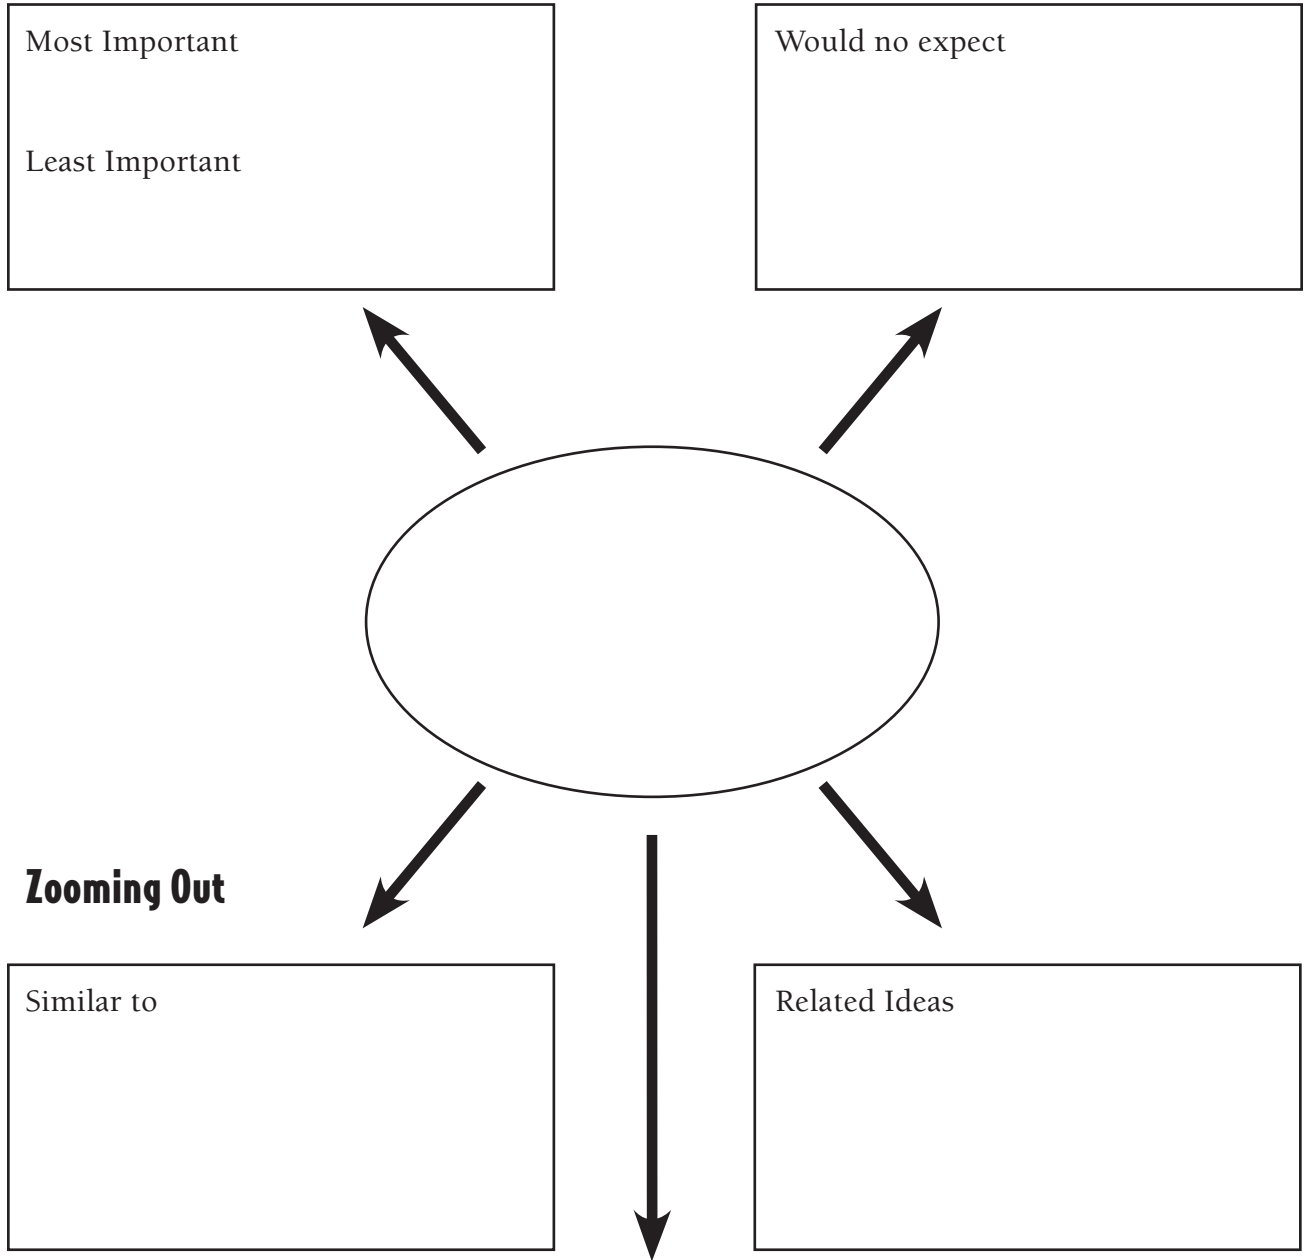 Most Important
Would no expect
Least Important
Zooming Out
Similar to
Related Ideas